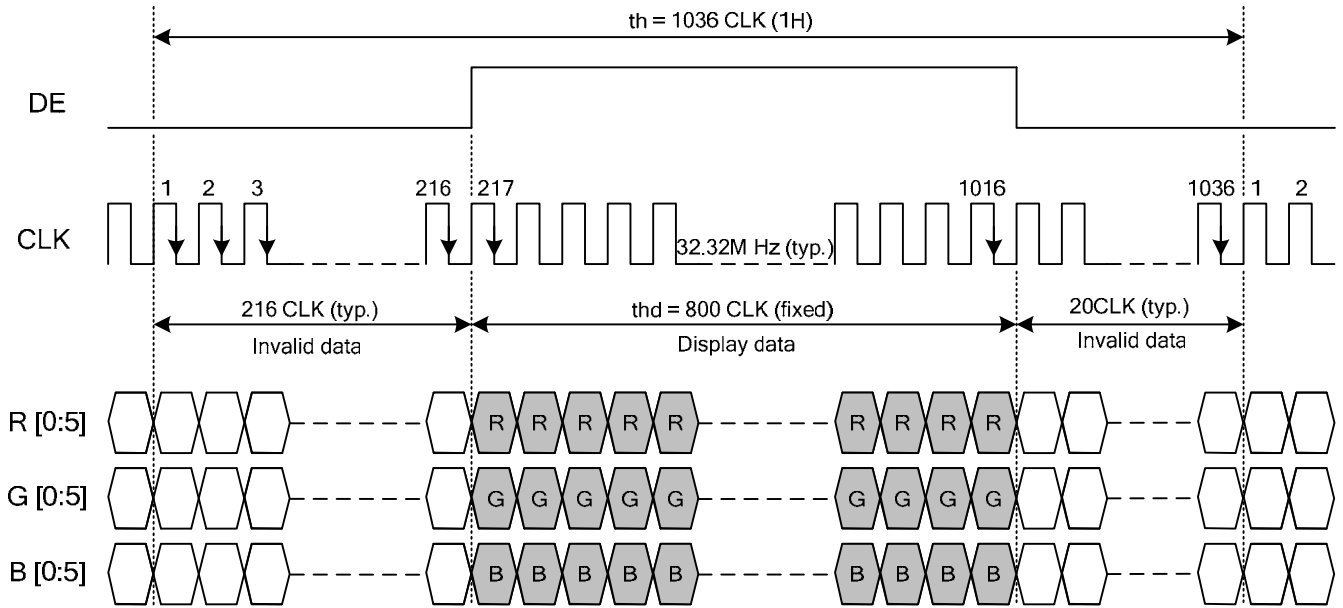 th = 1036 CLK (1H)
DE
1 2 3 216 217 1016 1036 1 2
CLK
32.32M Hz (typ.)
216 CLK (typ.) thd = 800 CLK (fixed) 20CLK (typ.)
Invalid data Display data Invalid data
R [0:5] R R R R R R R R R
G [0:5] G G G G G G G G G
B [0:5] B B B B B B B B B